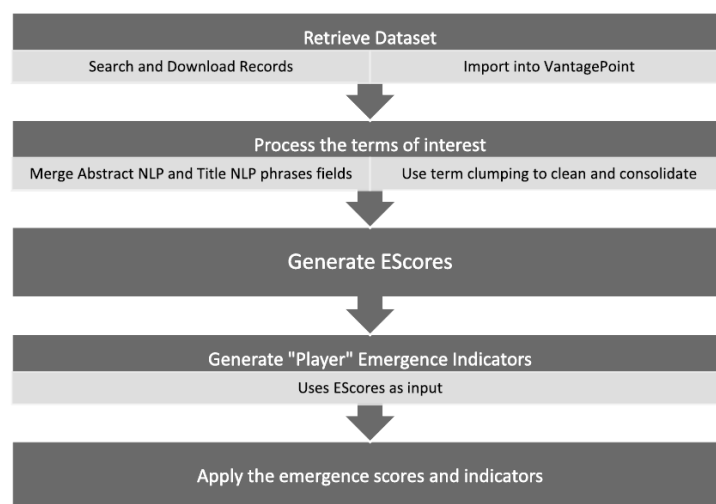 Retrieve Dataset
Search and Download Records
Import into VantagePoint
Process the terms of interest
Merge Abstract NLP and Title NLP phrases fields
Use term clumping to clean and consolidate
Generate EScores
Generate "Player" Emergence Indicators
Uses EScores as input
Apply the emergence scores and indicators